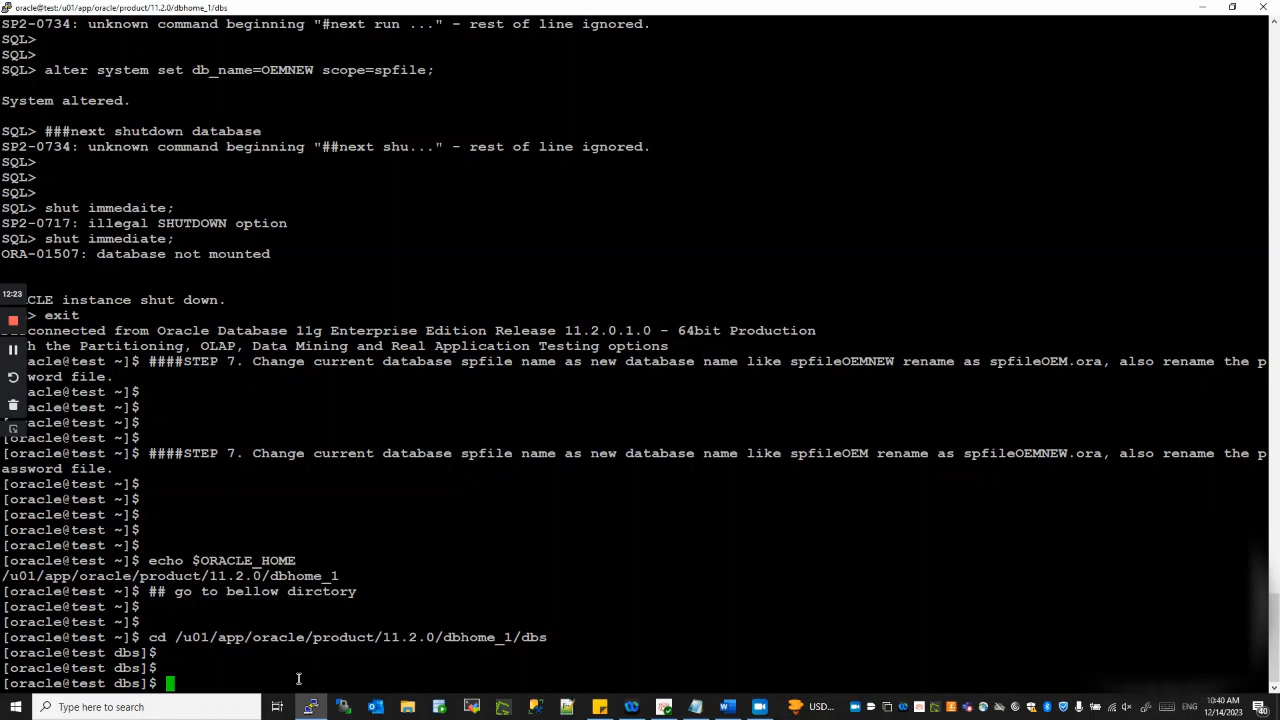 oracle@test:/u01/app/oracle/product/11.2.0/dbhome_1/dbs
SP2-0734: unknown command beginning "#next run ..." - rest of line ignored.
SQL>
SQL>
SQL> alter system set db_name=OEMNEW scope=spfile;
System altered.
SQL> ###next shutdown database
SP2-0734: unknown command beginning "##next shu..." - rest of line ignored.
SQL>
SQL>
SQL>
SQL> shut immedaite;
SP2-0717: illegal SHUTDOWN option
SQL> shut immediate;
ORA-01507: database not mounted
12:23
CLE instance shut down.
> exit
connected from Oracle Database 11g Enterprise Edition Release 11.2.0.1.0 - 64bit Production
h the Partitioning, OLAP, Data Mining and Real Application Testing options
oracle@test ~]$ ####STEP 7. Change current database spfile name as new database name like spfileOEMNEW rename as spfileOEM.ora, also rename the p
word file.
oracle@test ~]$
oracle@test ~]$
oracle@test ~]$
[oracle@test ~]$
[oracle@test ~]$ ####STEP 7. Change current database spfile name as new database name like spfileOEM rename as spfileOEMNEW.ora, also rename the p
assword file.
[oracle@test ~]$
[oracle@test ~]$
[oracle@test ~]$
[oracle@test ~]$
[oracle@test ~]$
[oracle@test ~]$ echo $ORACLE_HOME
/u01/app/oracle/product/11.2.0/dbhome_1
[oracle@test ~]$ ## go to bellow dirctory
[oracle@test ~]$
[oracle@test ~]$
[oracle@test ~]$ cd /u01/app/oracle/product/11.2.0/dbhome_1/dbs
[oracle@test dbs]$
[oracle@test dbs]$
[oracle@test dbs]$
Type here to search
USD...
ENG
10:40 AM
12/14/2023